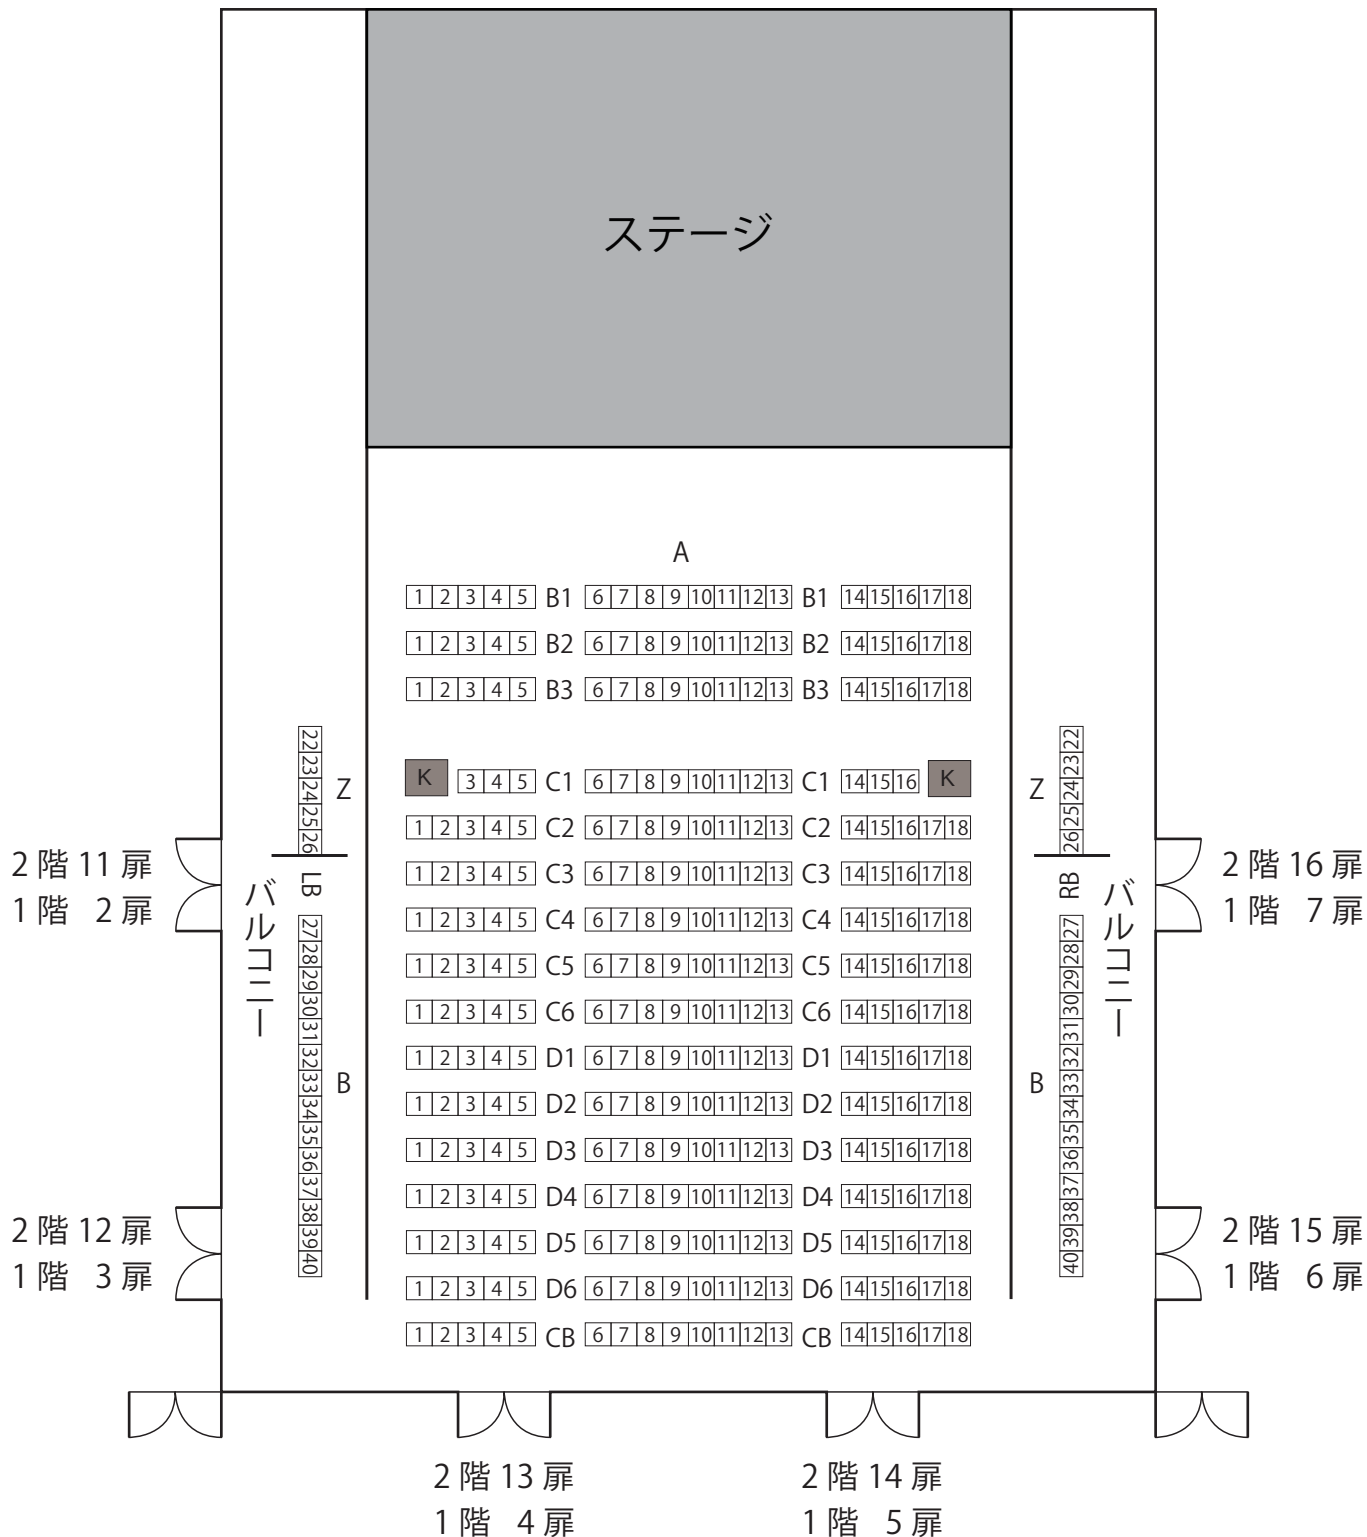 ステージ
A
1 2 3 4 5 B1 6 7 8 9 10 11 12 13 B1 14 15 16 17 18
1 2 3 4 5 B2 6 7 8 9 10 11 12 13 B2 14 15 16 17 18
1 2 3 4 5 B3 6 7 8 9 10 11 12 13 B3 14 15 16 17 18
K 3 4 5 C1 6 7 8 9 10 11 12 13 C1 14 15 16 K
1 2 3 4 5 C2 6 7 8 9 10 11 12 13 C2 14 15 16 17 18
1 2 3 4 5 C3 6 7 8 9 10 11 12 13 C3 14 15 16 17 18
1 2 3 4 5 C4 6 7 8 9 10 11 12 13 C4 14 15 16 17 18
1 2 3 4 5 C5 6 7 8 9 10 11 12 13 C5 14 15 16 17 18
1 2 3 4 5 C6 6 7 8 9 10 11 12 13 C6 14 15 16 17 18
1 2 3 4 5 D1 6 7 8 9 10 11 12 13 D1 14 15 16 17 18
1 2 3 4 5 D2 6 7 8 9 10 11 12 13 D2 14 15 16 17 18
1 2 3 4 5 D3 6 7 8 9 10 11 12 13 D3 14 15 16 17 18
1 2 3 4 5 D4 6 7 8 9 10 11 12 13 D4 14 15 16 17 18
1 2 3 4 5 D5 6 7 8 9 10 11 12 13 D5 14 15 16 17 18
1 2 3 4 5 D6 6 7 8 9 10 11 12 13 D6 14 15 16 17 18
1 2 3 4 5 CB 6 7 8 9 10 11 12 13 CB 14 15 16 17 18
22 23 24 25 26 LB 27 28 29 30 31 32 33 34 35 36 37 38 39 40
Z
B
バルコニー
22 23 24 25 26 RB 27 28 29 30 31 32 33 34 35 36 37 38 39 40
Z
B
バルコニー
2 階 11 扉
1 階 2 扉
2 階 12 扉
1 階 3 扉
2 階 16 扉
1 階 7 扉
2 階 15 扉
1 階 6 扉
2 階 13 扉
1 階 4 扉
2 階 14 扉
1 階 5 扉